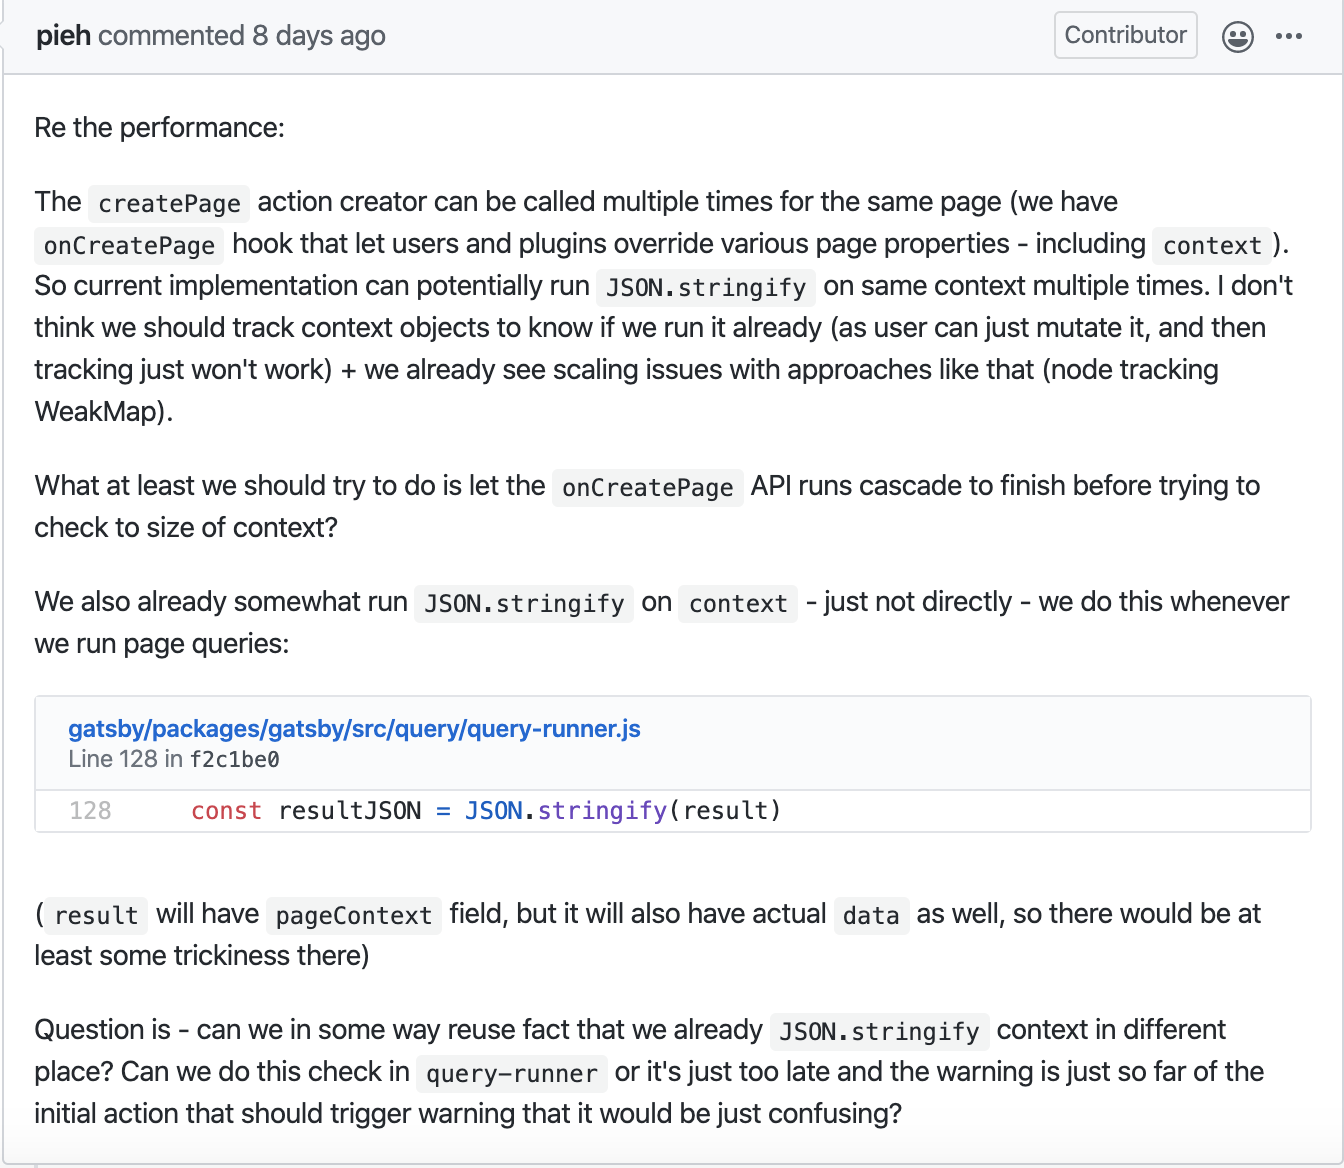 pieh commented 8 days ago Contributor
Re the performance:
The createPage action creator can be called multiple times for the same page (we have
onCreatePage hook that let users and plugins override various page properties - including context ).
So current implementation can potentially run JSON.stringify on same context multiple times. I don't
think we should track context objects to know if we run it already (as user can just mutate it, and then
tracking just won't work) + we already see scaling issues with approaches like that (node tracking
WeakMap).
What at least we should try to do is let the onCreatePage API runs cascade to finish before trying to
check to size of context?
We also already somewhat run JSON.stringify on context - just not directly - we do this whenever
we run page queries:
gatsby/packages/gatsby/src/query/query-runner.js
Line 128 in f2c1be0
128 const resultJSON = JSON.stringify(result)
( result will have pageContext field, but it will also have actual data as well, so there would be at
least some trickiness there)
Question is - can we in some way reuse fact that we already JSON.stringify context in different
place? Can we do this check in query-runner or it's just too late and the warning is just so far of the
initial action that should trigger warning that it would be just confusing?